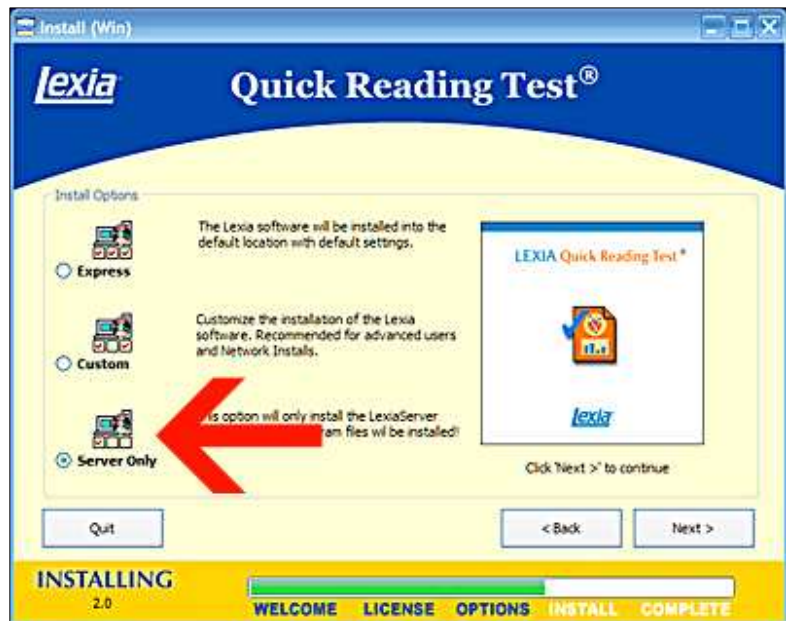 Install (Win)
lexia
Quick Reading Test®
Install Options
Express
The Lexia software will be installed into the
default location with default settings.
Custom
Customize the installation of the Lexia
software. Recommended for advanced users
and Network Installs.
Server Only
is option will only install the LexiaServer
files wil be installed!
LEXIA Quick Reading Test®
lexia
Click 'Next >' to continue
Quit
< Back
Next >
INSTALLING
2.0
WELCOME LICENSE OPTIONS INSTALL COMPLETE